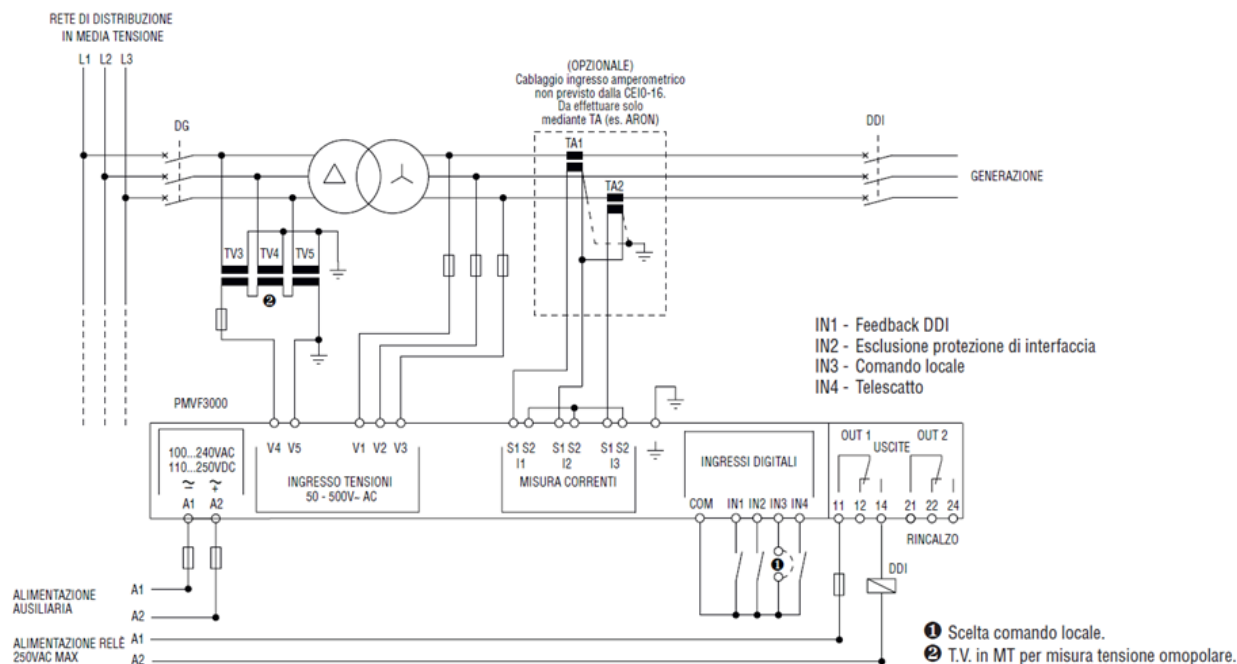 RETE DI DISTRIBUZIONE
IN MEDIA TENSIONE
L1 L2 L3
DG
(OPZIONALE)
Cablaggio ingresso amperometrico
non previsto dalla CEI0-16.
Da effettuare solo
mediante TA (es. ARON)
TA1
TA2
DDI
GENERAZIONE
TV3 TV4 TV5
❷
IN1 - Feedback DDI
IN2 - Esclusione protezione di interfaccia
IN3 - Comando locale
IN4 - Telescatto
PMVF3000
100...240VAC
110...250VDC
≃ ~
- +
A1 A2
V4 V5 V1 V2 V3
INGRESSO TENSIONI
50 - 500V~ AC
S1 S2 S1 S2 S1 S2
I1 I2 I3
MISURA CORRENTI
INGRESSI DIGITALI
COM IN1 IN2 IN3 IN4
OUT 1 OUT 2
USCITE
11 12 14 21 22 24
RINCALZO
❶
DDI
ALIMENTAZIONE
AUSILIARIA
A1
A2
ALIMENTAZIONE RELÈ
250VAC MAX
A1
A2
❶ Scelta comando locale.
❷ T.V. in MT per misura tensione omopolare.